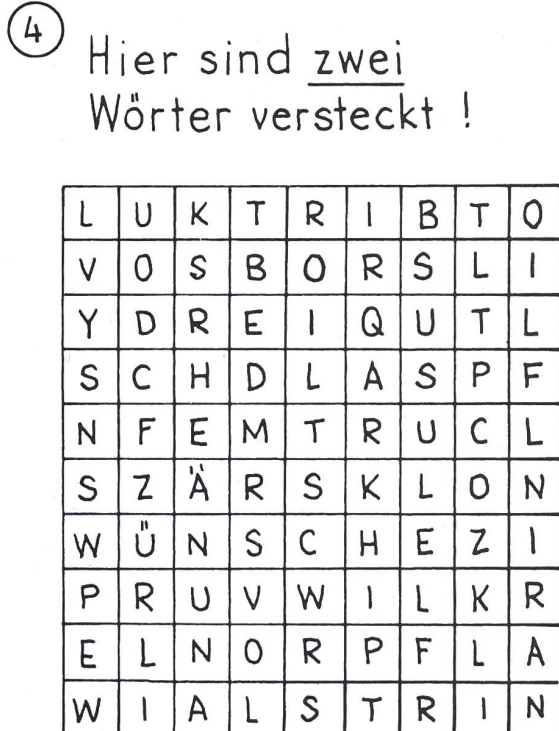 4
Hier sind zwei
Wörter versteckt !
L U K T R I B T O
V O S B O R S L I
Y D R E I Q U T L
S C H D L A S P F
N F E M T R U C L
S Z Ä R S K L O N
W Ü N S C H E Z I
P R U V W I L K R
E L N O R P F L A
W I A L S T R I N